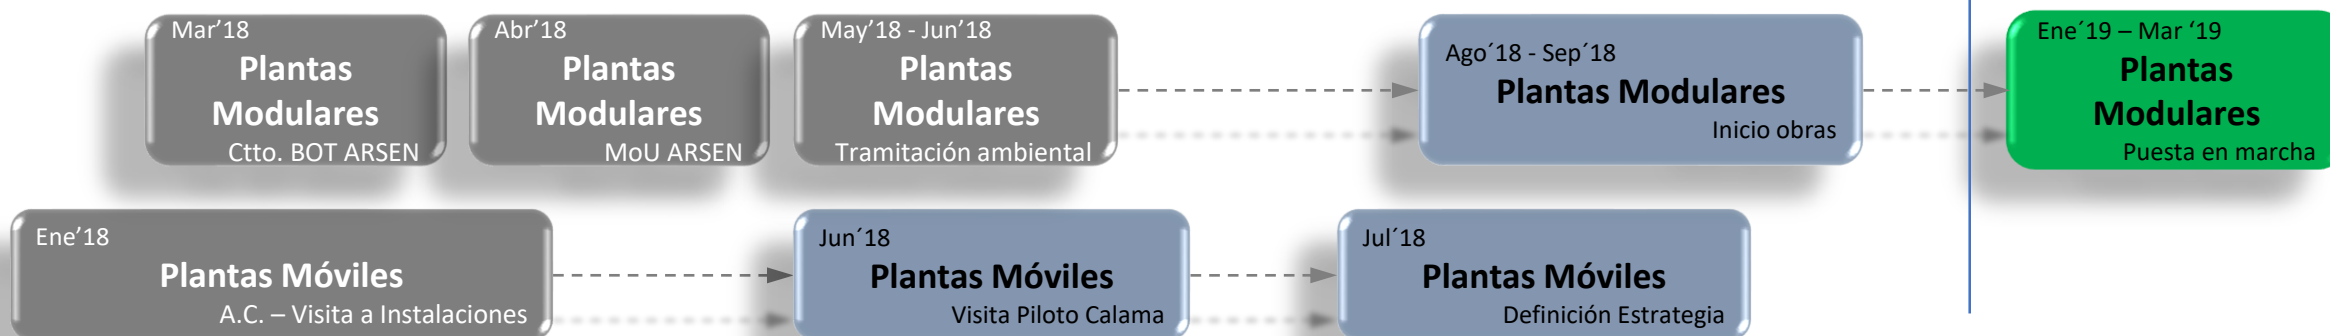 Mar’18
Plantas
Modulares
Ctto. BOT ARSEN
Abr’18
Plantas
Modulares
MoU ARSEN
May’18 - Jun’18
Plantas
Modulares
Tramitación ambiental
Ago´18 - Sep´18
Plantas Modulares
Inicio obras
Ene´19 – Mar ‘19
Plantas
Modulares
Puesta en marcha
Ene’18
Plantas Móviles
A.C. – Visita a Instalaciones
Jun´18
Plantas Móviles
Visita Piloto Calama
Jul´18
Plantas Móviles
Definición Estrategia